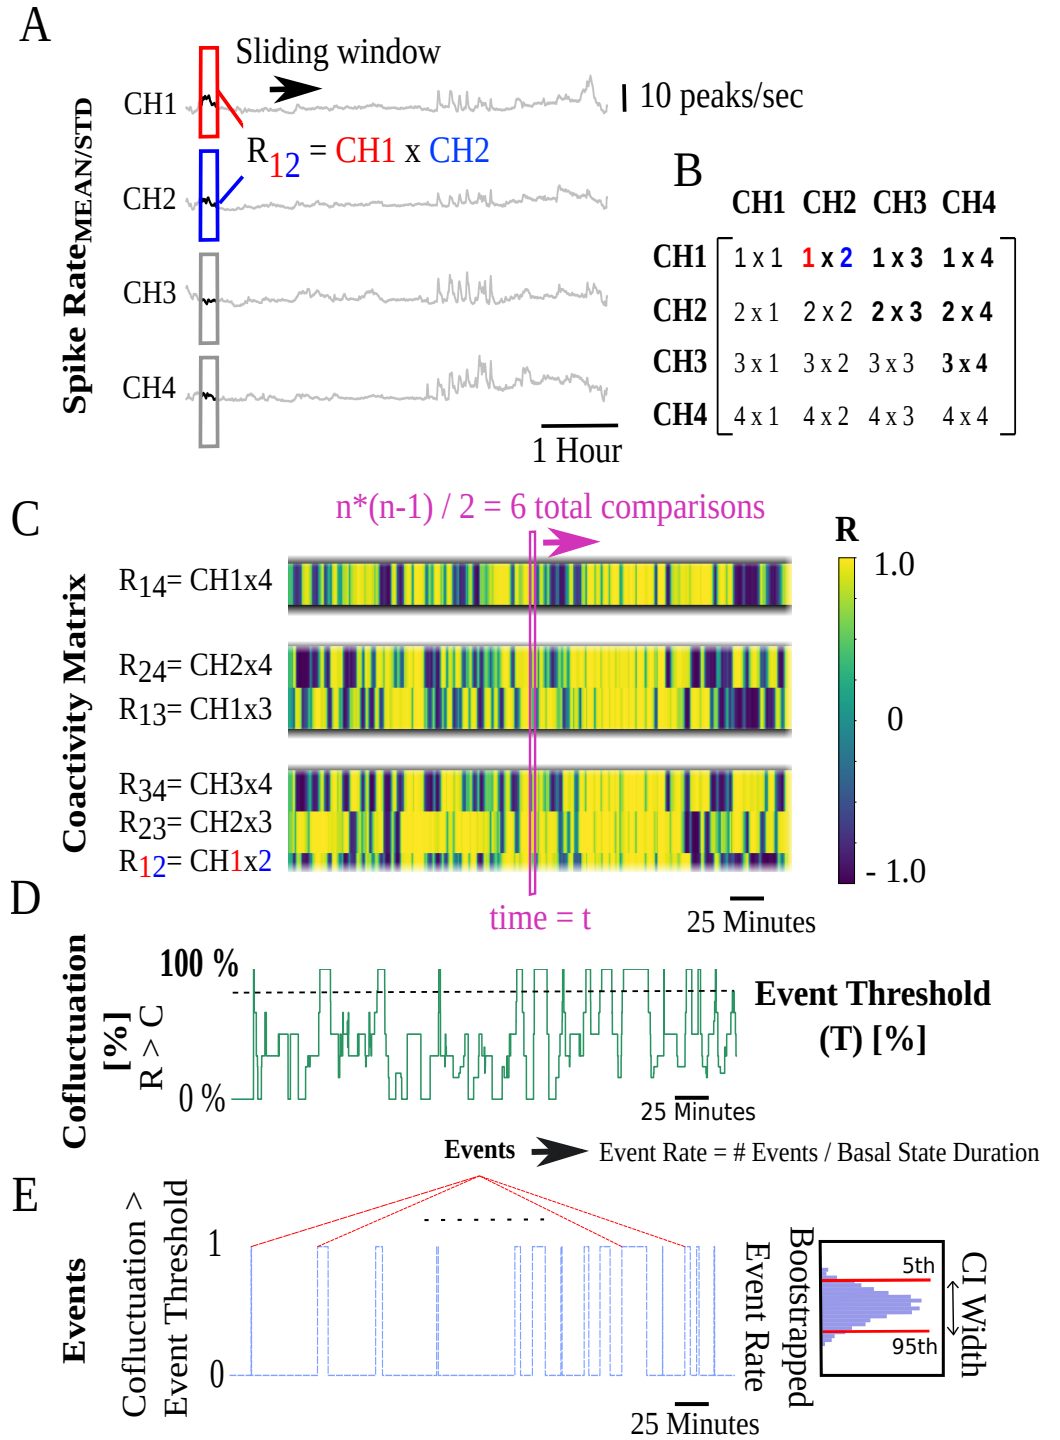 A
Sliding window
CH1
10 peaks/sec
R12 = CH1 x CH2
CH2
CH3
CH4
Spike RateMEAN/STD
1 Hour
B
CH1 CH2 CH3 CH4
CH1 1 x 1 1 x 2 1 x 3 1 x 4
CH2 2 x 1 2 x 2 2 x 3 2 x 4
CH3 3 x 1 3 x 2 3 x 3 3 x 4
CH4 4 x 1 4 x 2 4 x 3 4 x 4
C
n*(n-1) / 2 = 6 total comparisons
Coactivity Matrix
R14= CH1x4
R24= CH2x4
R13= CH1x3
R34= CH3x4
R23= CH2x3
R12= CH1x2
R
1.0
0
- 1.0
time = t
25 Minutes
D
Cofluctuation
[%]
R > C
100 %
0 %
Event Threshold
(T) [%]
25 Minutes
Events
Event Rate = # Events / Basal State Duration
E
Events
Cofluctuation >
Event Threshold
1
0
25 Minutes
Bootstrapped
Event Rate
5th
95th
CI Width